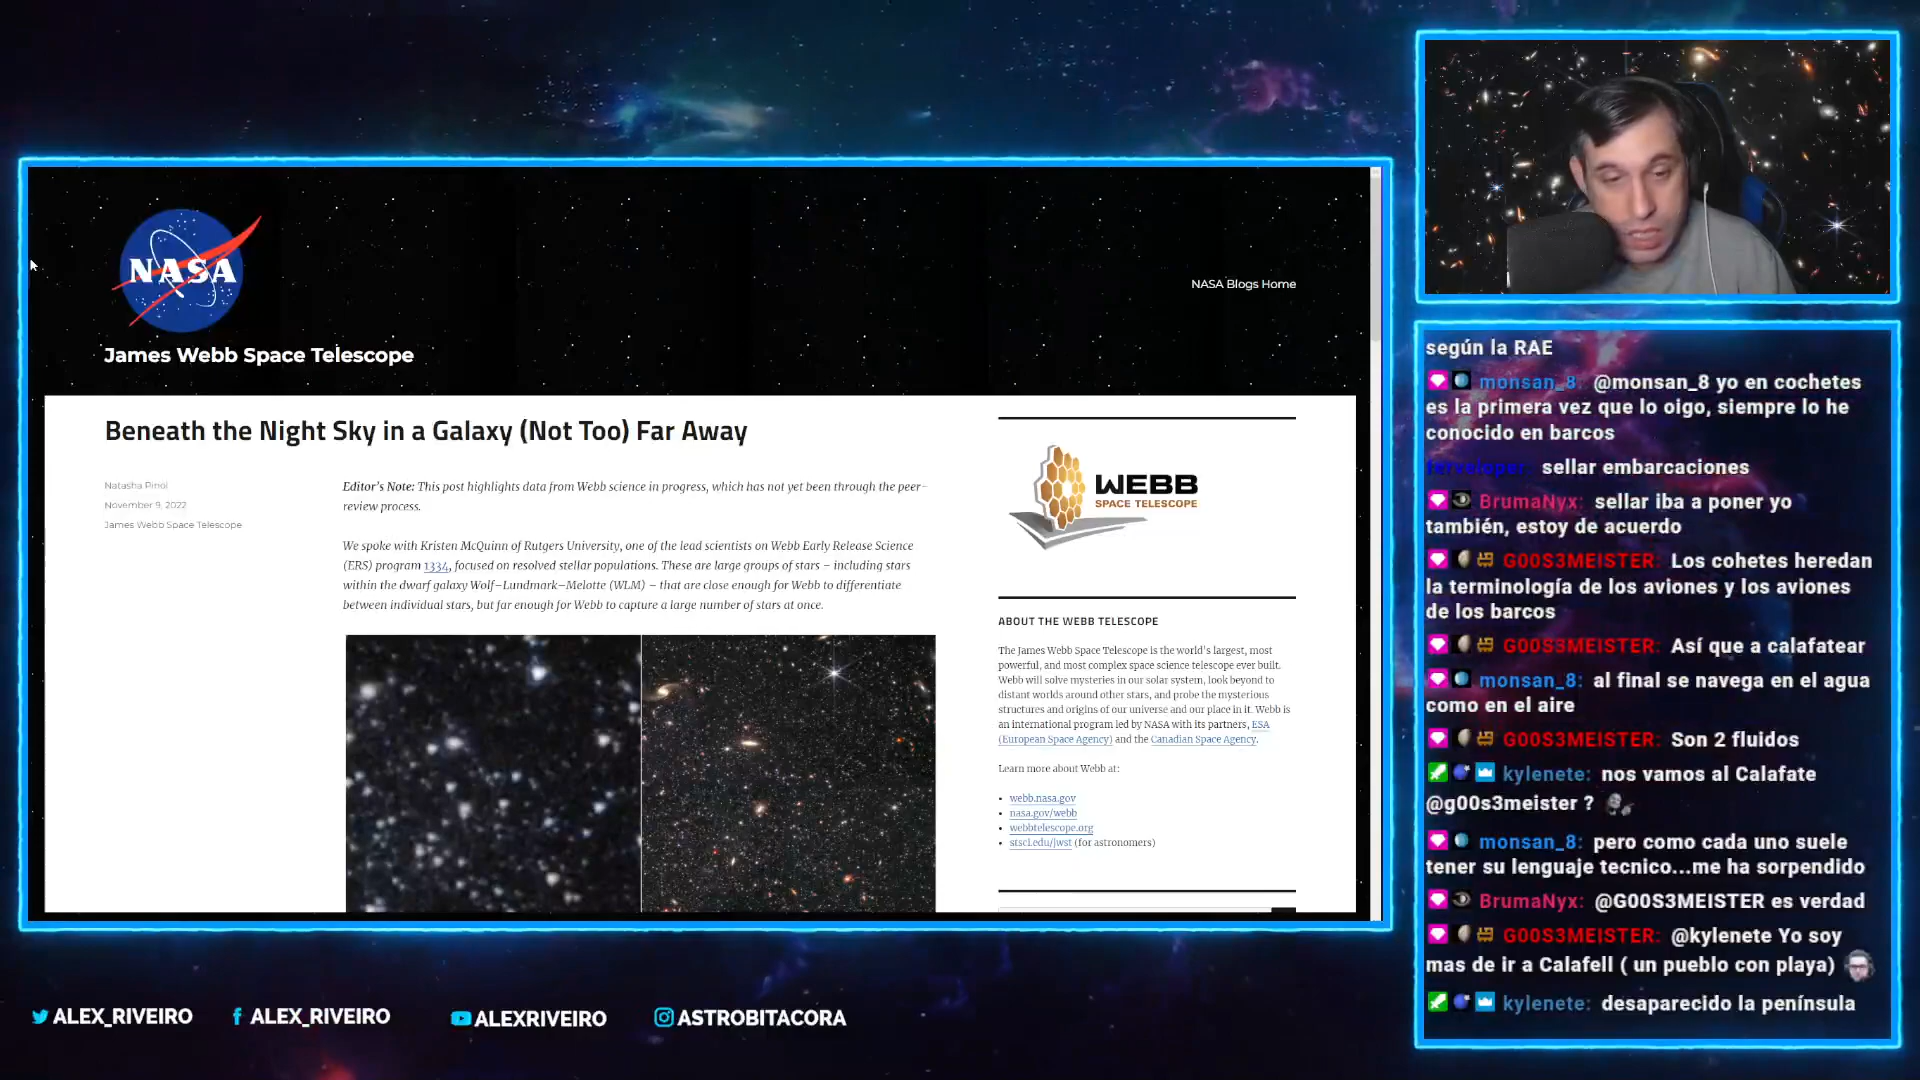 NASA
NASA Blogs Home
James Webb Space Telescope
Beneath the Night Sky in a Galaxy (Not Too) Far Away
Natasha Pinol
November 9, 2022
James Webb Space Telescope
Editor's Note: This post highlights data from Webb science in progress, which has not yet been through the peer-
review process.
We spoke with Kristen McQuinn of Rutgers University, one of the lead scientists on Webb Early Release Science
(ERS) program 1334, focused on resolved stellar populations. These are large groups of stars – including stars
within the dwarf galaxy Wolf–Lundmark–Melotte (WLM) – that are close enough for Webb to differentiate
between individual stars, but far enough for Webb to capture a large number of stars at once.
WEBB
SPACE TELESCOPE
ABOUT THE WEBB TELESCOPE
The James Webb Space Telescope is the world's largest, most
powerful, and most complex space science telescope ever built.
Webb will solve mysteries in our solar system, look beyond to
distant worlds around other stars, and probe the mysterious
structures and origins of our universe and our place in it. Webb is
an international program led by NASA with its partners, ESA
(European Space Agency) and the Canadian Space Agency.
Learn more about Webb at:
webb.nasa.gov
nasa.gov/webb
webbtelescope.org
stsci.edu/jwst (for astronomers)
según la RAE
monsan_8: @monsan_8 yo en cochetes
es la primera vez que lo oigo, siempre lo he
conocido en barcos
sellar embarcaciones
BrumaNyx: sellar iba a poner yo
también, estoy de acuerdo
G00S3MEISTER: Los cohetes heredan
la terminología de los aviones y los aviones
de los barcos
G00S3MEISTER: Así que a calafatear
monsan_8: al final se navega en el agua
como en el aire
G00S3MEISTER: Son 2 fluidos
kylenete: nos vamos al Calafate
@g00s3meister ?
monsan_8: pero como cada uno suele
tener su lenguaje tecnico...me ha sorpendido
BrumaNyx: @G00S3MEISTER es verdad
G00S3MEISTER: @kylenete Yo soy
mas de ir a Calafell ( un pueblo con playa)
kylenete: desaparecido la península
ALEX_RIVEIRO
ALEX_RIVEIRO
ALEXRIVEIRO
ASTROBITACORA